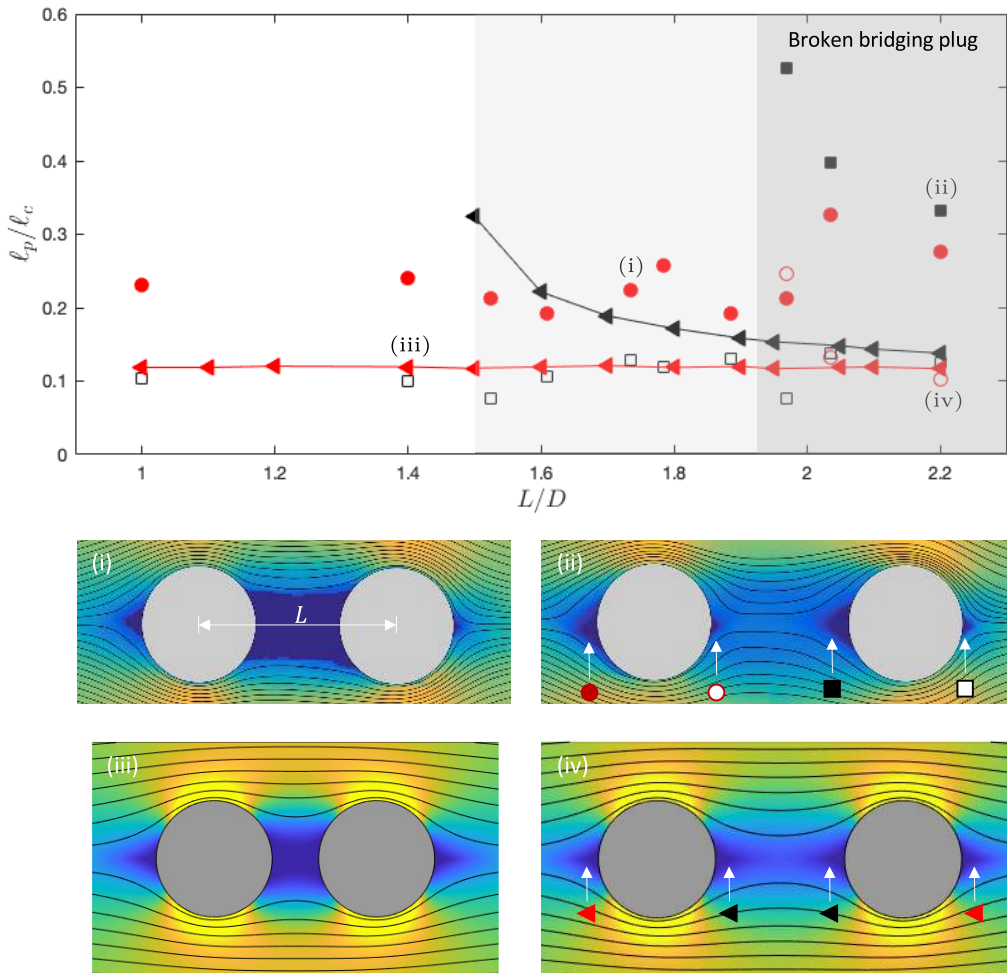 0.6
Broken bridging plug
0.5
0.4
(ii)
ℓp/ℓc
0.3
(i)
0.2
(iii)
0.1
(iv)
0
1 1.2 1.4 1.6 1.8 2 2.2
L/D
(i) (ii)
L
(iii) (iv)